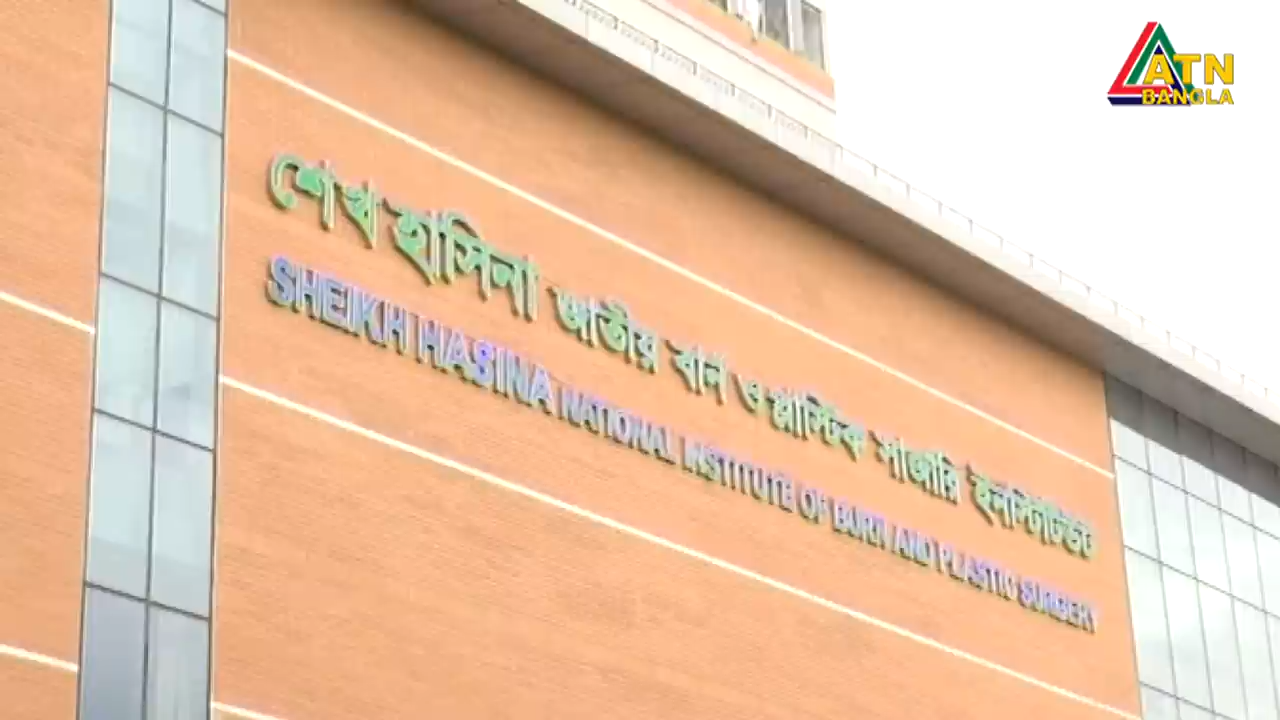 শেখ হাসিনা জাতীয় বার্ন ও প্লাস্টিক সার্জারি ইনস্টিটিউট
SHEIKH HASINA NATIONAL INSTITUTE OF BURN AND PLASTIC SURGERY
ATN
BANGLA